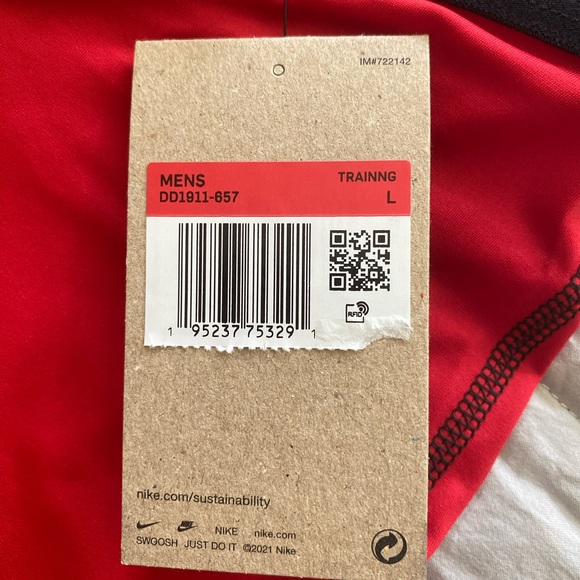 IM#722142
MENS TRAINNG
DD1911-657 L
RFID
1 95237 75329 1
nike.com/sustainability
NIKE nike.com
SWOOSH JUST DO IT ©2021 Nike